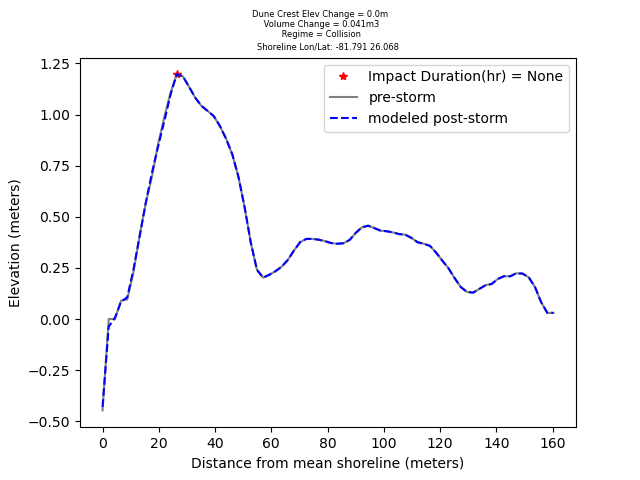 Dune Crest Elev Change = 0.0m
Volume Change = 0.041m3
Regime = Collision
Shoreline Lon/Lat: -81.791 26.068
Impact Duration(hr) = None
pre-storm
modeled post-storm
Elevation (meters)
1.25
1.00
0.75
0.50
0.25
0.00
−0.25
−0.50
0 20 40 60 80 100 120 140 160
Distance from mean shoreline (meters)